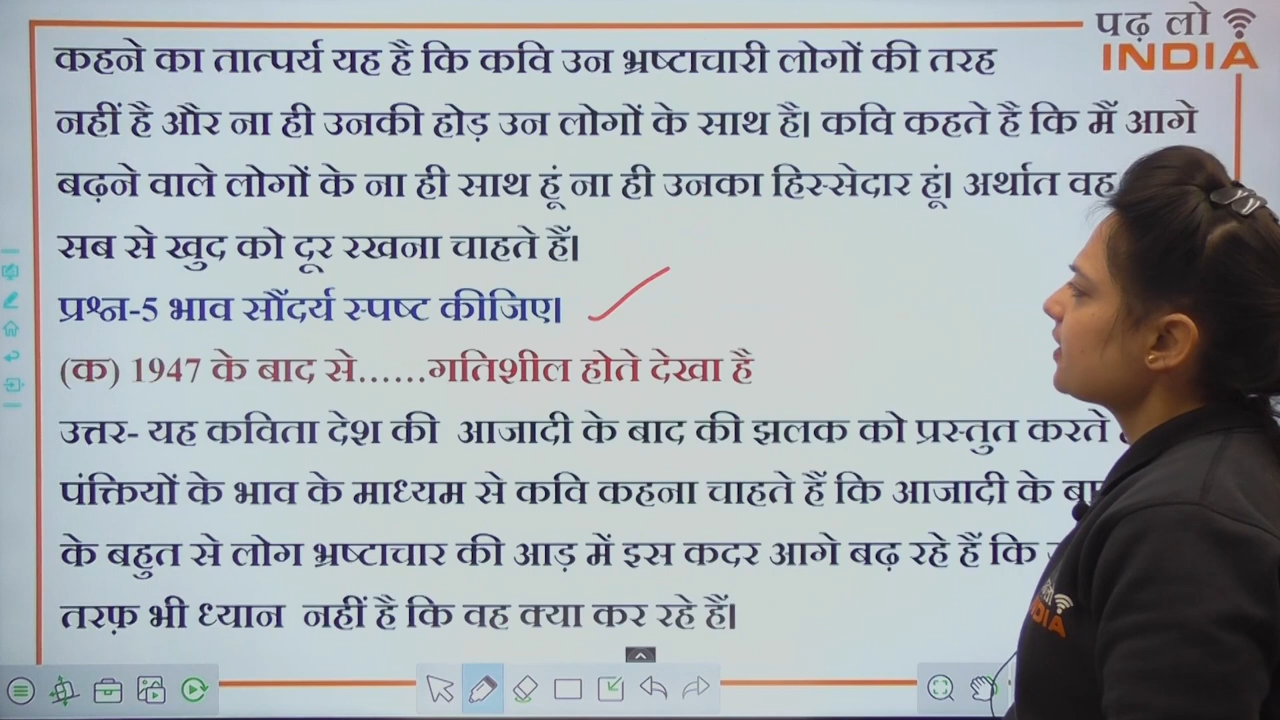 पढ़ लो
INDIA
कहने का तात्पर्य यह है कि कवि उन भ्रष्टाचारी लोगों की तरह
नहीं है और ना ही उनकी होड़ उन लोगों के साथ है। कवि कहते है कि मैं आगे
बढ़ने वाले लोगों के ना ही साथ हूं ना ही उनका हिस्सेदार हूं। अर्थात वह
सब से खुद को दूर रखना चाहते हैं।
प्रश्न-5 भाव सौंदर्य स्पष्ट कीजिए।
(क) 1947 के बाद से......गतिशील होते देखा है
उत्तर- यह कविता देश की आजादी के बाद की झलक को प्रस्तुत करते
पंक्तियों के भाव के माध्यम से कवि कहना चाहते हैं कि आजादी के
के बहुत से लोग भ्रष्टाचार की आड़ में इस कदर आगे बढ़ रहे हैं कि
तरफ़ भी ध्यान नहीं है कि वह क्या कर रहे हैं।